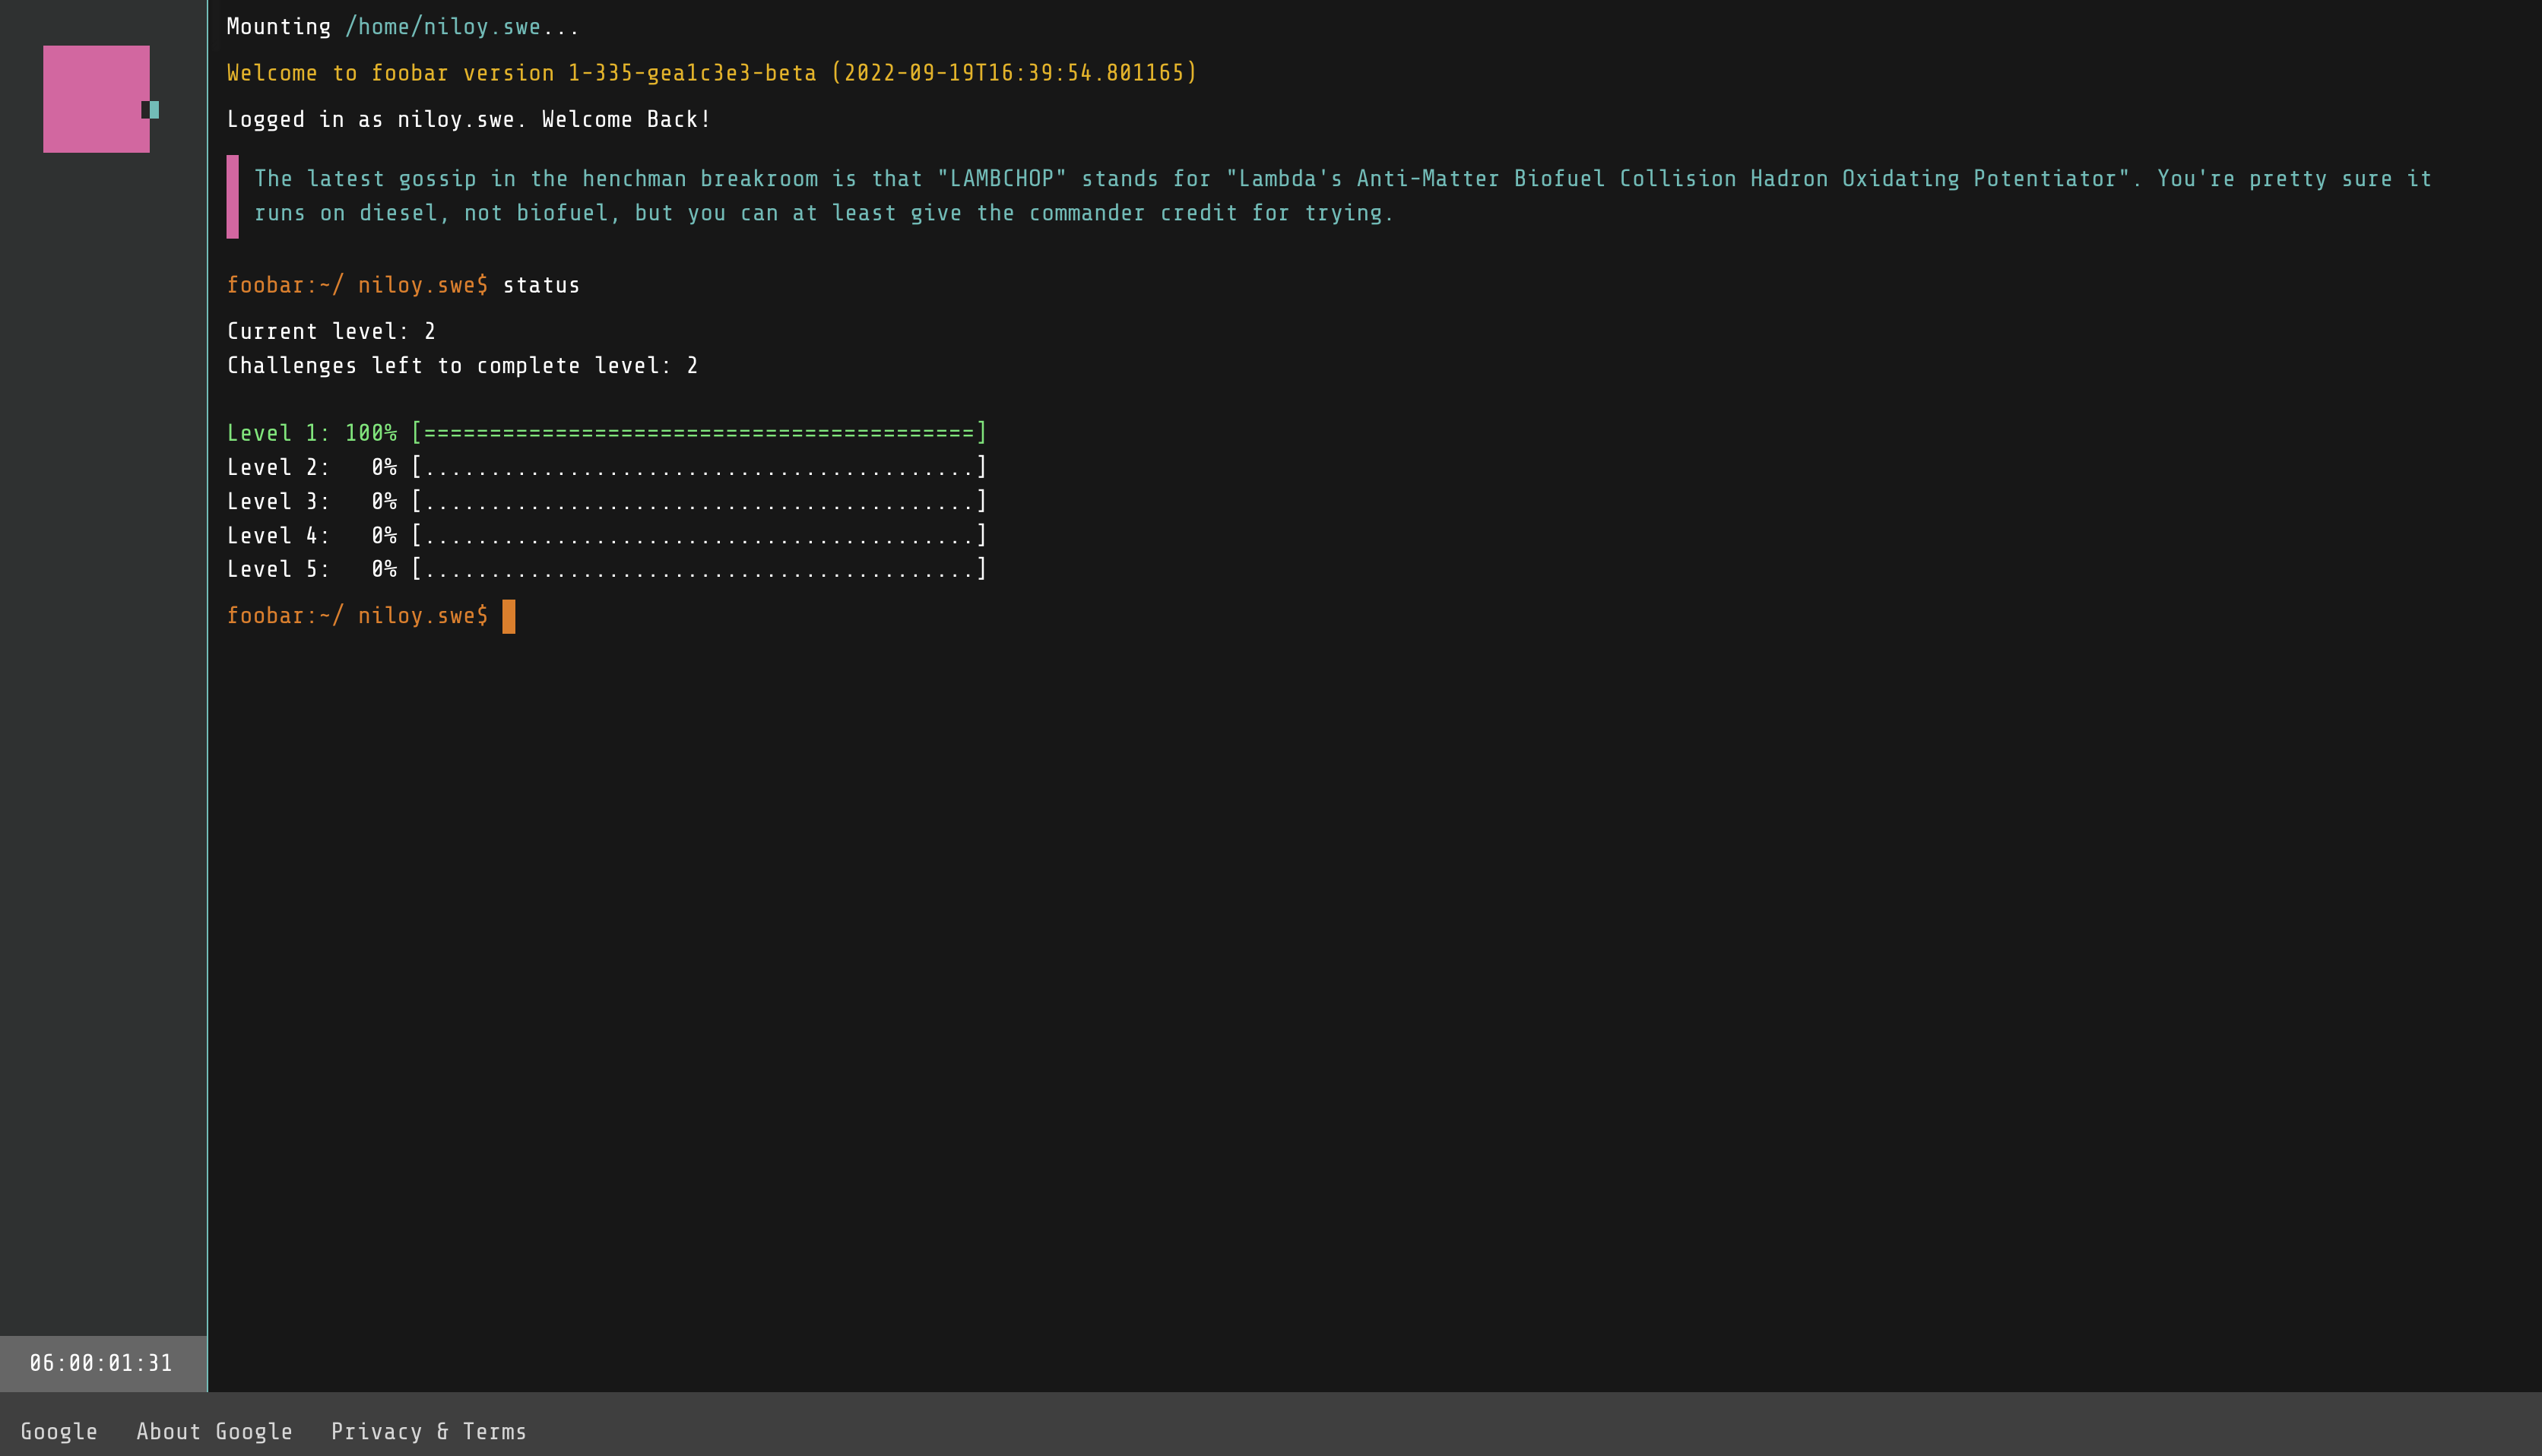 Mounting /home/niloy.swe...
Welcome to foobar version 1-335-gea1c3e3-beta (2022-09-19T16:39:54.801165)
Logged in as niloy.swe. Welcome Back!
The latest gossip in the henchman breakroom is that "LAMBCHOP" stands for "Lambda's Anti-Matter Biofuel Collision Hadron Oxidating Potentiator". You're pretty sure it
runs on diesel, not biofuel, but you can at least give the commander credit for trying.
foobar:~/ niloy.swe$ status
Current level: 2
Challenges left to complete level: 2
Level 1: 100% [==========================================]
Level 2:   0% [..........................................]
Level 3:   0% [..........................................]
Level 4:   0% [..........................................]
Level 5:   0% [..........................................]
foobar:~/ niloy.swe$
06:00:01:31
Google   About Google   Privacy & Terms